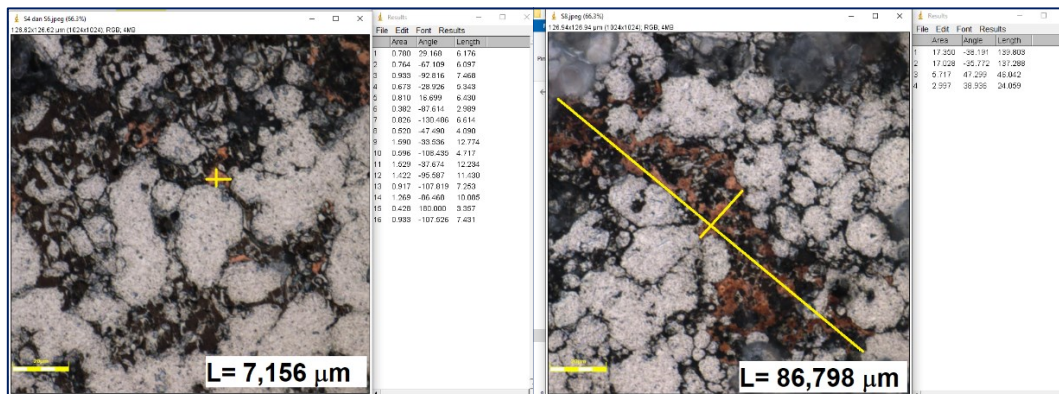 S4 dan S6.jpeg (66.3%)
126.62x126.62 µm (1024x1024); RGB; 4MB
L= 7,156 µm
Results
File Edit Font Results
Area Angle Length
1 0.780 29.168 6.176
2 0.764 -67.109 6.097
3 0.933 -92.816 7.468
4 0.673 -28.926 5.343
5 0.810 16.699 6.430
6 0.382 -87.614 2.989
7 0.826 -130.486 6.614
8 0.520 -47.490 4.090
9 1.590 -33.536 12.774
10 0.596 -108.435 4.717
11 1.529 -37.674 12.234
12 1.422 -95.587 11.430
13 0.917 -107.819 7.253
14 1.269 -86.468 10.085
15 0.428 180.000 3.357
16 0.933 -107.526 7.431
(66.3%)
126.94x126.94 µm (1024x1024); RGB; 4MB
L= 86,798 µm
Results
File Edit Font Results
Area Angle Length
1 17.350 -38.191 139.803
2 17.028 -35.772 137.288
3 5.717 47.299 46.042
4 2.997 38.936 24.059